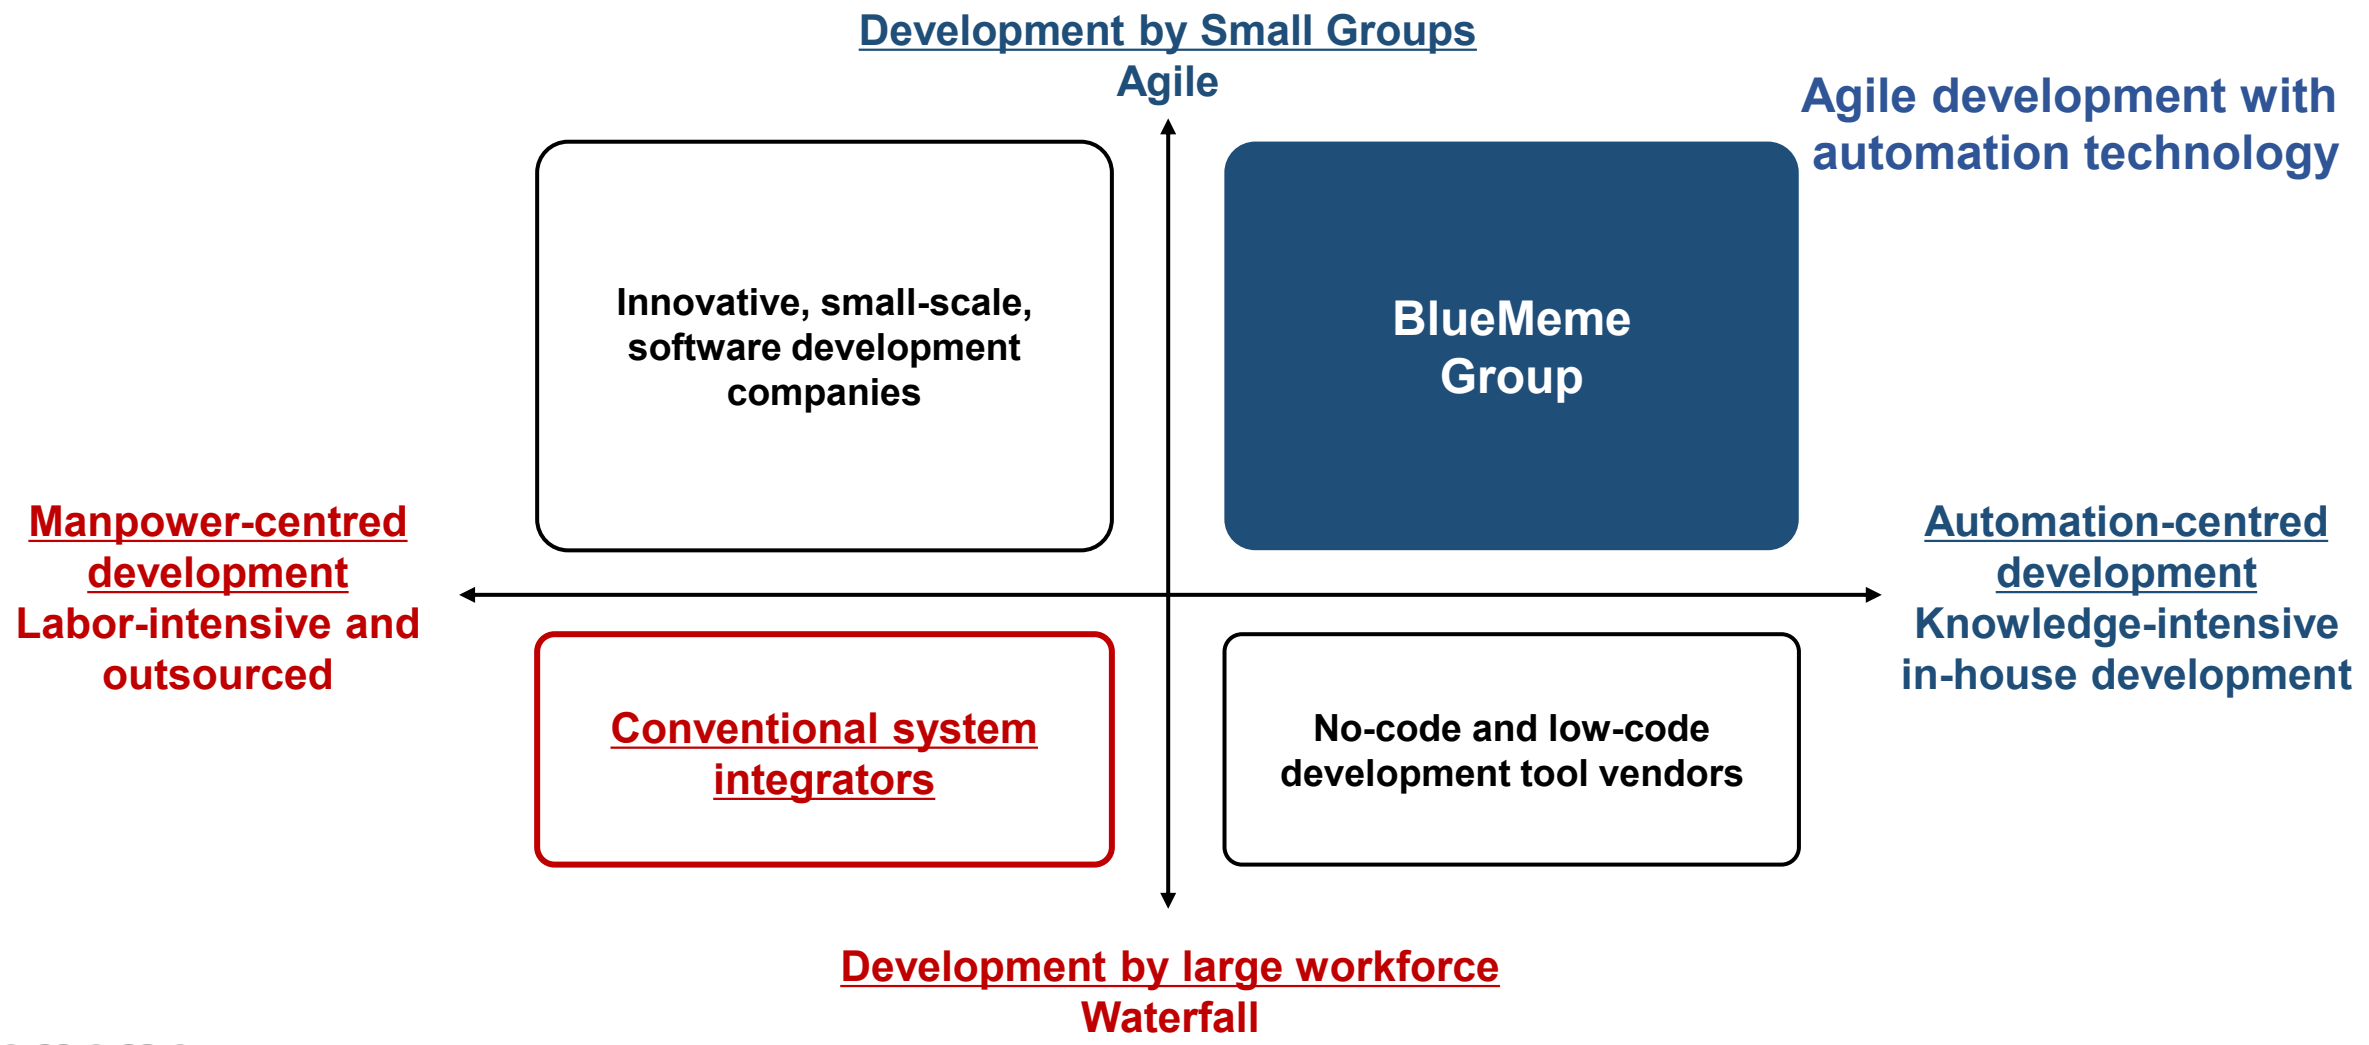 Development by Small Groups
Agile
Agile development with
automation technology
Innovative, small-scale,
software development
companies
BlueMeme
Group
Manpower-centred
development
Labor-intensive and
outsourced
Automation-centred
development
Knowledge-intensive
in-house development
Conventional system
integrators
No-code and low-code
development tool vendors
Development by large workforce
Waterfall